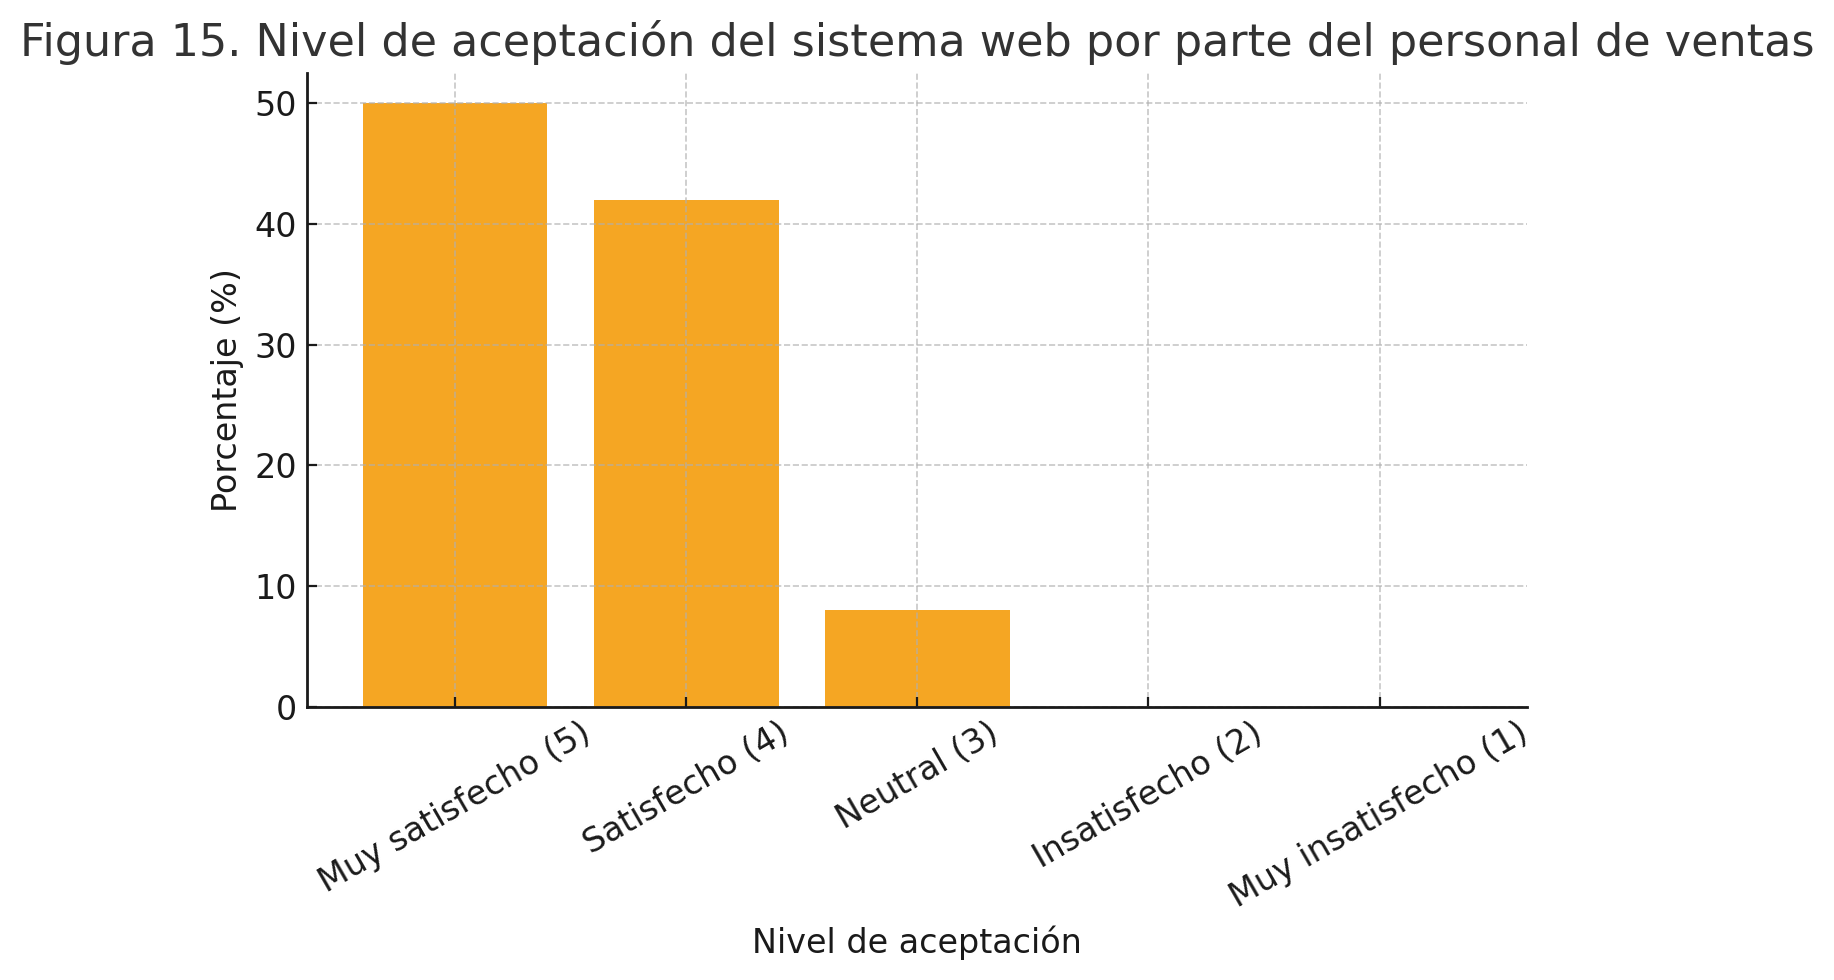 Figura 15. Nivel de aceptación del sistema web por parte del personal de ventas
Porcentaje (%)
50
40
30
20
10
0
Muy satisfecho (5)
Satisfecho (4)
Neutral (3)
Insatisfecho (2)
Muy insatisfecho (1)
Nivel de aceptación